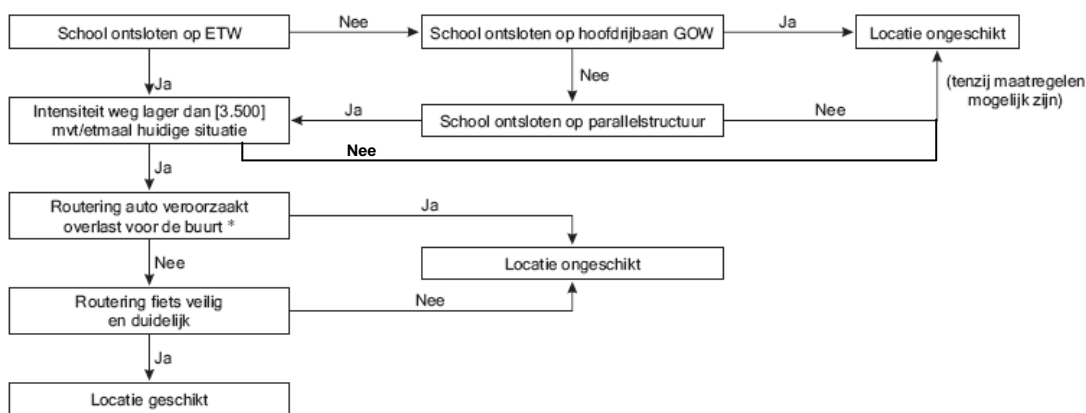 School ontsloten op ETW
Nee
School ontsloten op hoofdrijbaan GOW
Ja
Locatie ongeschikt
Ja
Nee
(tenzij maatregelen
mogelijk zijn)
Intensiteit weg lager dan [3.500]
mvt/etmaal huidige situatie
Ja
School ontsloten op parallelstructuur
Nee
Nee
Ja
Routering auto veroorzaakt
overlast voor de buurt *
Ja
Locatie ongeschikt
Nee
Routering fiets veilig
en duidelijk
Nee
Ja
Locatie geschikt